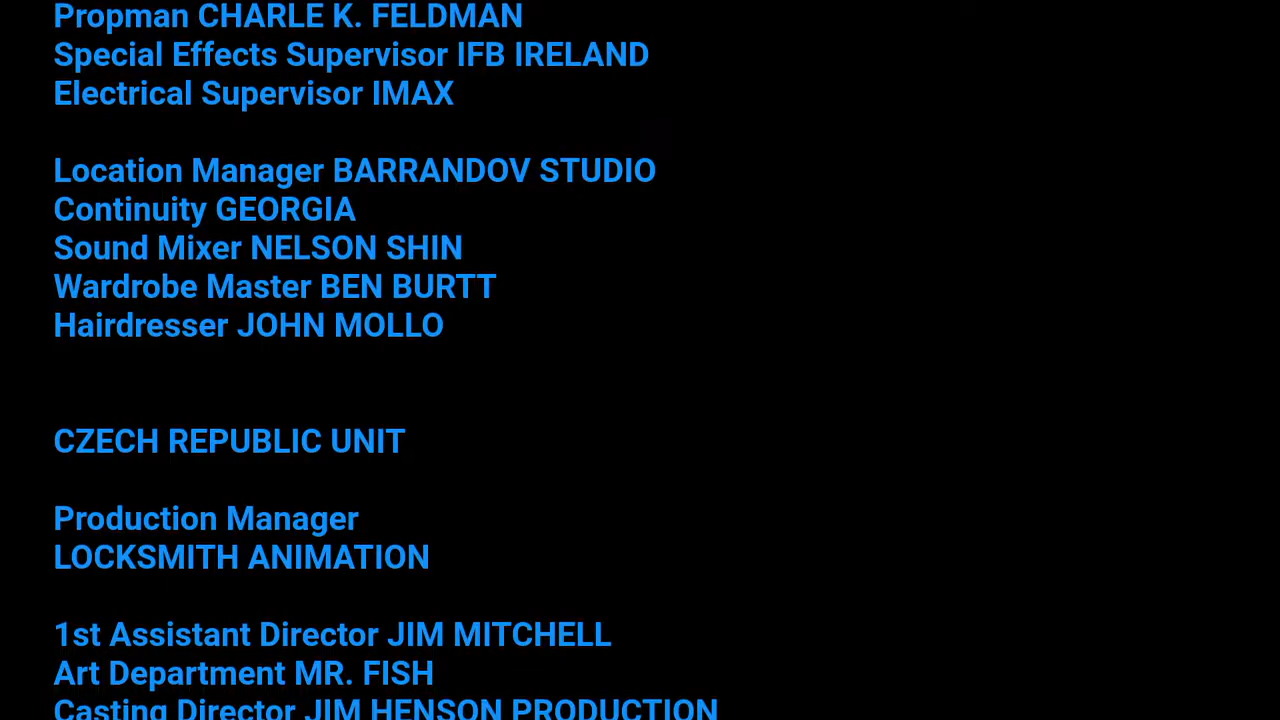 Propman CHARLE K. FELDMAN
Special Effects Supervisor IFB IRELAND
Electrical Supervisor IMAX
Location Manager BARRANDOV STUDIO
Continuity GEORGIA
Sound Mixer NELSON SHIN
Wardrobe Master BEN BURTT
Hairdresser JOHN MOLLO
CZECH REPUBLIC UNIT
Production Manager
LOCKSMITH ANIMATION
1st Assistant Director JIM MITCHELL
Art Department MR. FISH
Casting Director JIM HENSON PRODUCTION